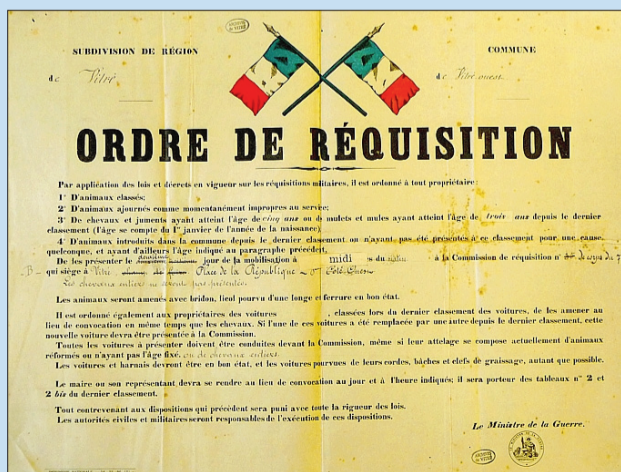 SUBDIVISION DE RÉGION
de Vitré
COMMUNE
de Vitré ouest
ORDRE DE RÉQUISITION
Par application des lois et décrets en vigueur sur les réquisitions militaires, il est ordonné à tout propriétaire :
1° D'animaux classés;
2° D'animaux ajournés comme momentanément impropres au service;
3° De chevaux et juments ayant atteint l'âge de cinq ans ou de mulets et mules ayant atteint l'âge de trois ans depuis le dernier
classement (l'âge se compte du 1er janvier de l'année de la naissance)
4° D'animaux introduits dans la commune depuis le dernier classement ou n'ayant pas été présentés à ce classement pour une cause
quelconque, et ayant d'ailleurs l'âge indiqué au paragraphe précédent,
De les présenter le jour de la mobilisation à midi à la Commission de réquisition n°
B qui siège à Vitré Place de la République
Les chevaux entiers ne seront pas présentés.
Les animaux seront amenés avec bridon, licol pourvu d'une longe et ferrure en bon état.
Il est ordonné également aux propriétaires des voitures , classées lors du dernier classement des voitures, de les amener au
lieu de convocation en même temps que les chevaux. Si l'une de ces voitures a été remplacée par une autre depuis le dernier classement, cette
nouvelle voiture devra être présentée à la Commission.
Toutes les voitures à présenter doivent être conduites devant la Commission, même si leur attelage se compose actuellement d'animaux
réformés ou n'ayant pas l'âge fixé, ou de chevaux entiers.
Les voitures et harnais devront être en bon état, et les voitures pourvues de leurs cordes, bâches et clefs de graissage, autant que possible.
Le maire ou son représentant devra se rendre au lieu de convocation au jour et à l'heure indiqués; il sera porteur des tableaux n° 2 et
2 bis du dernier classement.
Tout contrevenant aux dispositions qui précèdent sera puni avec toute la rigueur des lois.
Les autorités civiles et militaires seront responsables de l'exécution de ces dispositions.
Le Ministre de la Guerre.